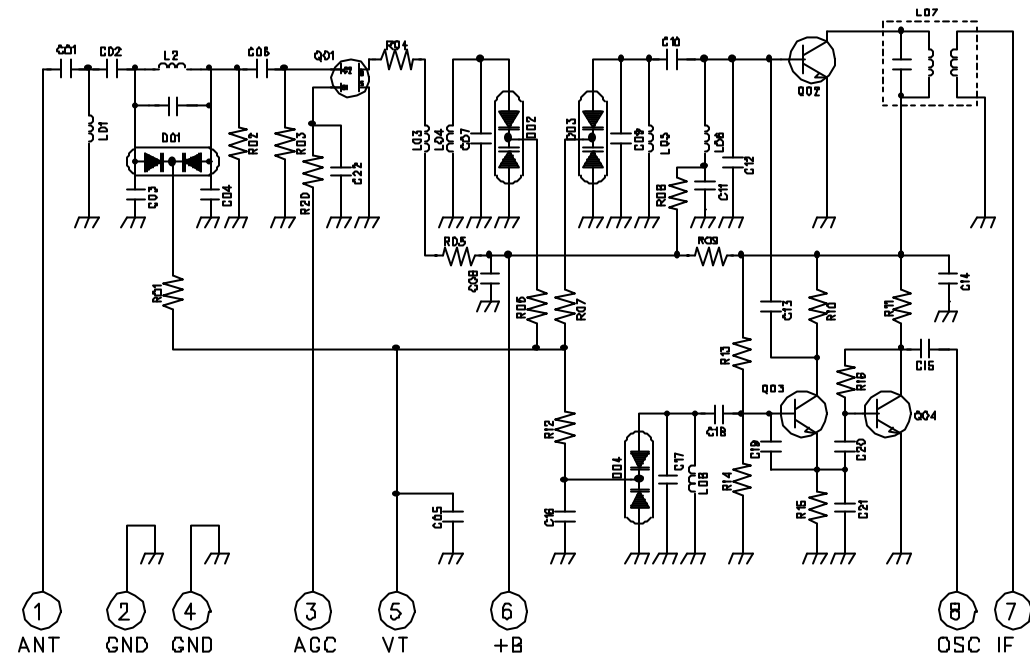 L07
C01 C02 L2 C06 Q01 R04 C10 Q02
L01 D01 R02 R03 L03 L04 C07 D02 D03 C09 L05 L06 C12
C03 C04 R20 C22 R08 C11
R05 R09
C08 C14
R01 R06 R07 C13 R10 R11
R13 C15
R16
Q03 Q04
R12 C18 C19 C20
D04 C17 L08 R14
C05 C16 R15 C21
1 2 4 3 5 6 8 7
ANT GND GND AGC VT +B OSC IF